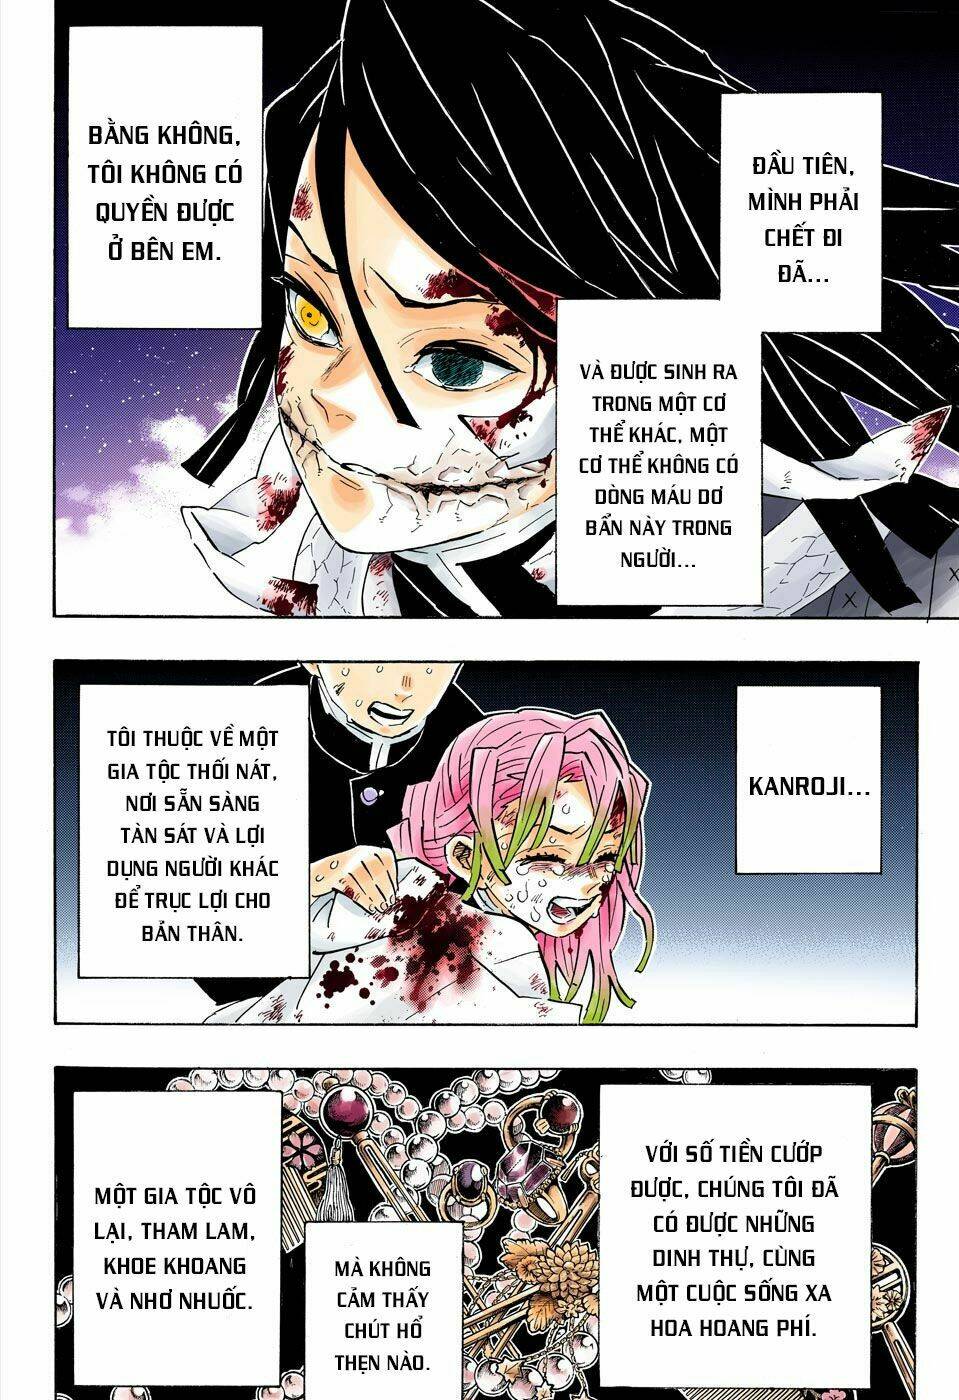 ĐẦU TIÊN,
MÌNH PHẢI
CHẾT ĐI
ĐÃ...
VÀ ĐƯỢC SINH RA
TRONG MỘT CƠ
THỂ KHÁC, MỘT
CƠ THỂ KHÔNG CÓ
DÒNG MÁU DƠ
BẨN NÀY TRONG
NGƯỜI...
BẰNG KHÔNG,
TÔI KHÔNG CÓ
QUYỀN ĐƯỢC
Ở BÊN EM.
KANROJI...
TÔI THUỘC VỀ MỘT
GIA TỘC THỐI NÁT,
NƠI SẴN SÀNG
TÀN SÁT VÀ LỢI
DỤNG NGƯỜI KHÁC
ĐỂ TRỤC LỢI CHO
BẢN THÂN.
VỚI SỐ TIỀN CƯỚP
ĐƯỢC, CHÚNG TÔI ĐÃ
CÓ ĐƯỢC NHỮNG
DINH THỰ, CÙNG
MỘT CUỘC SỐNG XA
HOA HOANG PHÍ.
MÀ KHÔNG
CẢM THẤY
CHÚT HỔ
THẸN NÀO.
MỘT GIA TỘC VÔ
LẠI, THAM LAM,
KHOE KHOANG
VÀ NHƠ NHUỐC.